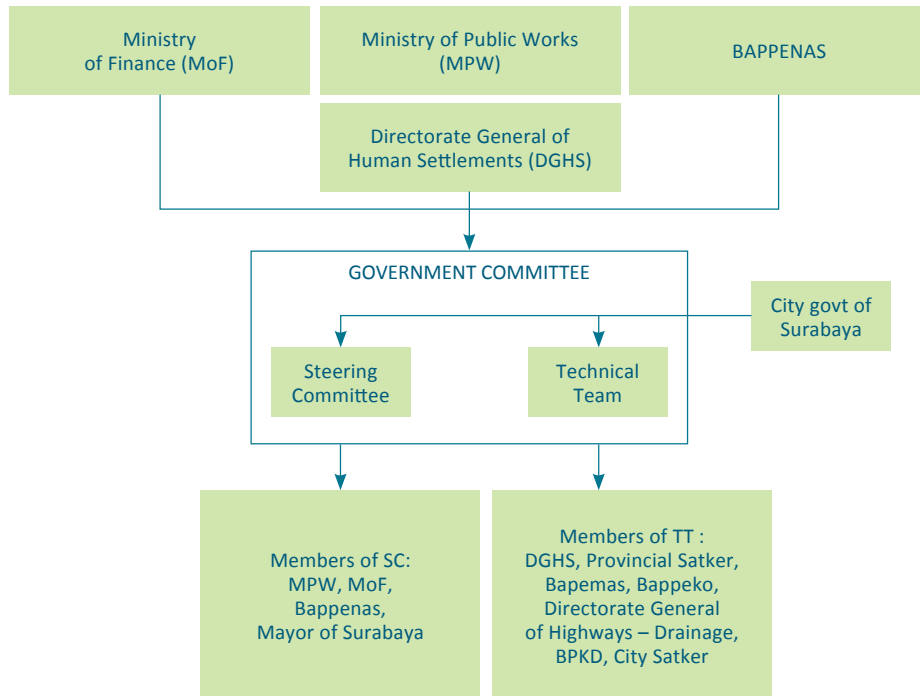 Ministry
of Finance (MoF)
Ministry of Public Works
(MPW)
BAPPENAS
Directorate General of
Human Settlements (DGHS)
GOVERNMENT COMMITTEE
City govt of
Surabaya
Steering
Committee
Technical
Team
Members of SC:
MPW, MoF,
Bappenas,
Mayor of Surabaya
Members of TT :
DGHS, Provincial Satker,
Bapemas, Bappeko,
Directorate General
of Highways – Drainage,
BPKD, City Satker